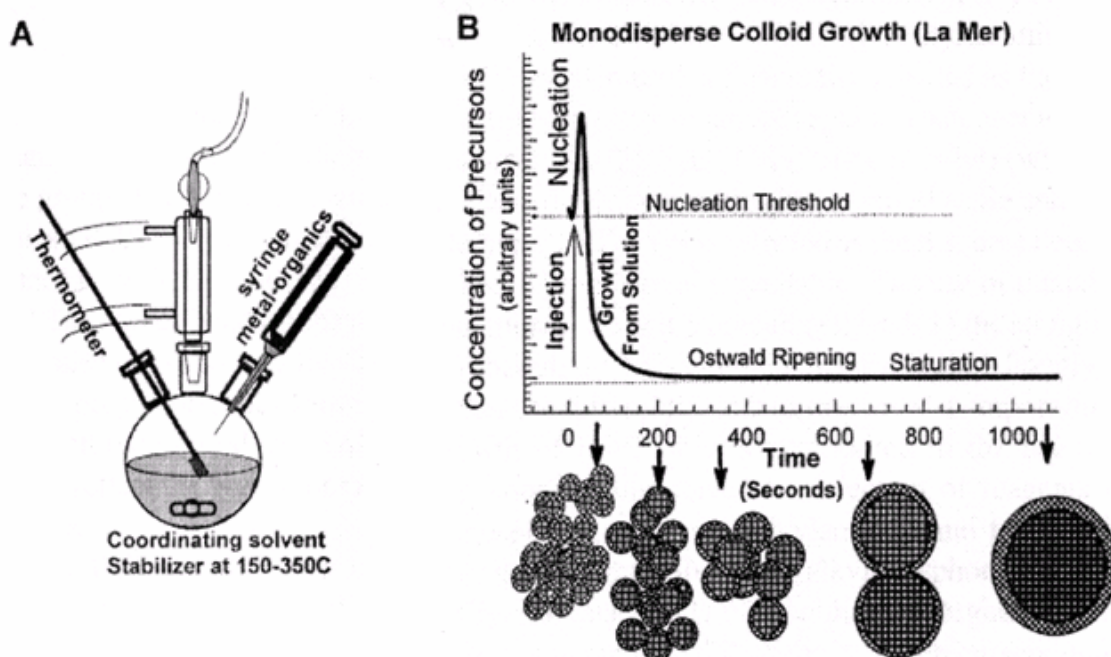 A
Thermometer
syringe
metal-organics
Coordinating solvent
Stabilizer at 150-350C
B
Monodisperse Colloid Growth (La Mer)
Concentration of Precursors
(arbitrary units)
Nucleation
Nucleation Threshold
Injection
Growth
From Solution
Ostwald Ripening
Staturation
0 200 400 600 800 1000
Time
(Seconds)